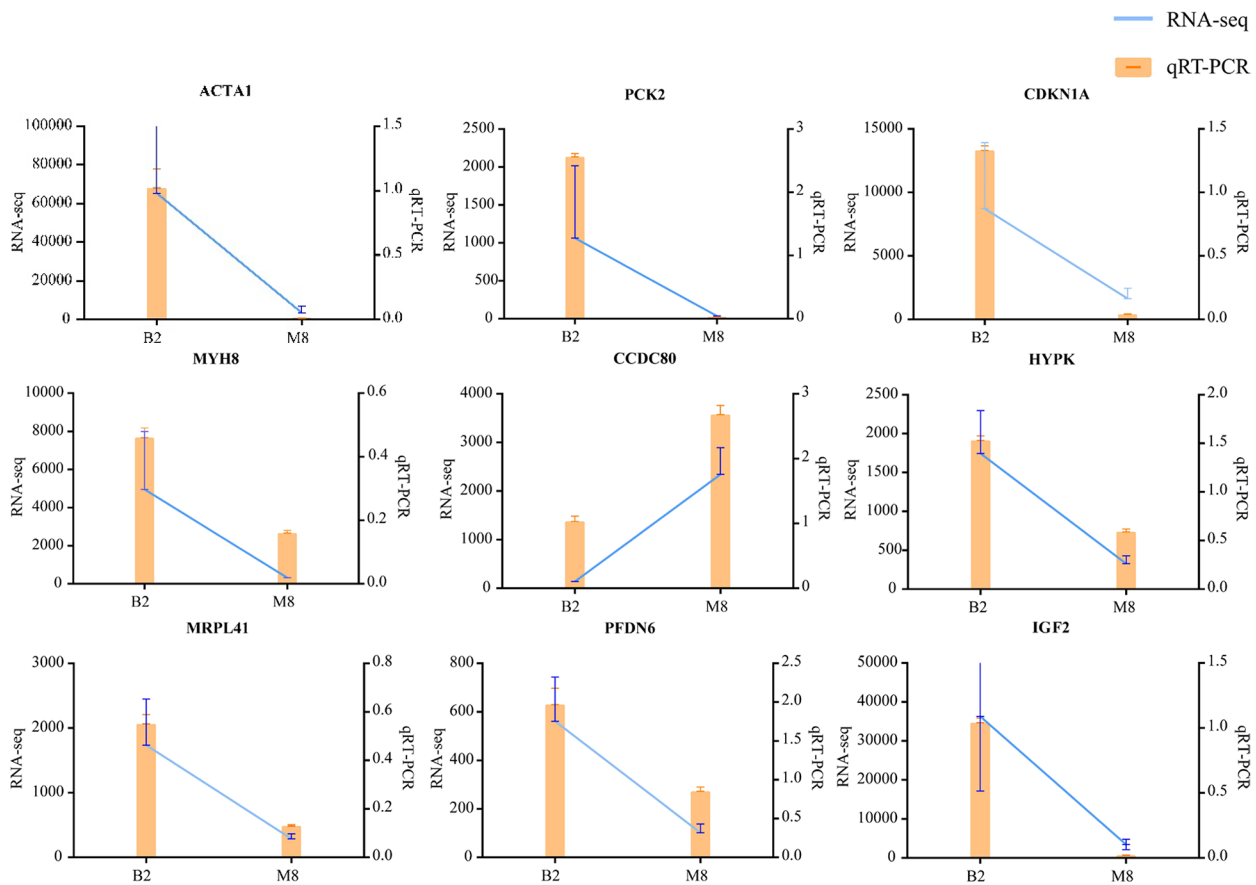 RNA-seq
qRT-PCR
ACTA1
100000
80000
60000
40000
20000
0
RNA-seq
1.5
1.0
0.5
0.0
qRT-PCR
B2 M8
PCK2
2500
2000
1500
1000
500
0
RNA-seq
3
2
1
0
qRT-PCR
B2 M8
CDKN1A
15000
10000
5000
0
RNA-seq
1.5
1.0
0.5
0.0
qRT-PCR
B2 M8
MYH8
10000
8000
6000
4000
2000
0
RNA-seq
0.6
0.4
0.2
0.0
qRT-PCR
B2 M8
CCDC80
4000
3000
2000
1000
0
RNA-seq
3
2
1
0
qRT-PCR
B2 M8
HYPK
2500
2000
1500
1000
500
0
RNA-seq
2.0
1.5
1.0
0.5
0.0
qRT-PCR
B2 M8
MRPL41
3000
2000
1000
0
RNA-seq
0.8
0.6
0.4
0.2
0.0
qRT-PCR
B2 M8
PFDN6
800
600
400
200
0
RNA-seq
2.5
2.0
1.5
1.0
0.5
0.0
qRT-PCR
B2 M8
IGF2
50000
40000
30000
20000
10000
0
RNA-seq
1.5
1.0
0.5
0.0
qRT-PCR
B2 M8